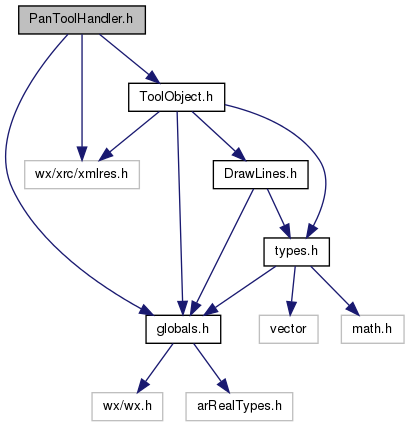 PanToolHandler.h
ToolObject.h
wx/xrc/xmlres.h
DrawLines.h
types.h
globals.h
vector
math.h
wx/wx.h
arRealTypes.h